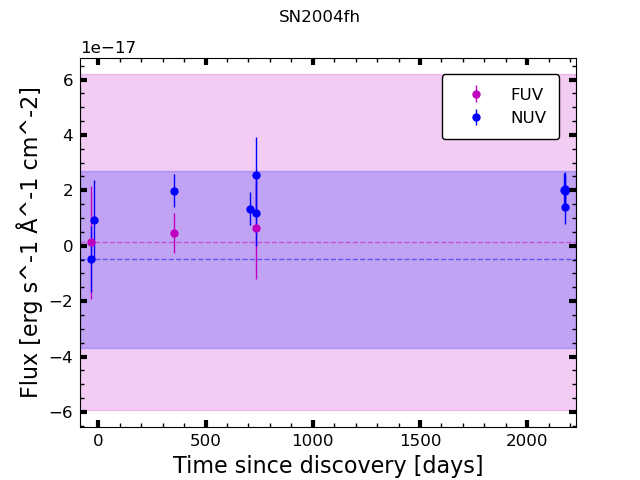 SN2004fh
1e−17
FUV
NUV
6
4
2
0
−2
−4
−6
Flux [erg s^-1 Å^-1 cm^-2]
0
500
1000
1500
2000
Time since discovery [days]